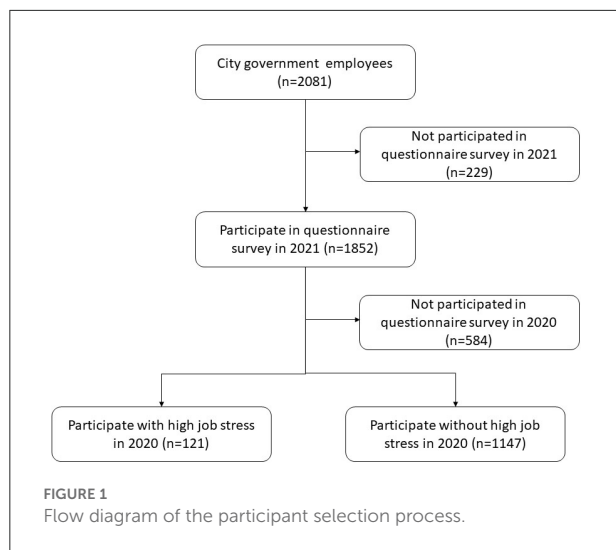 City government employees
(n=2081)
Not participated in
questionnaire survey in 2021
(n=229)
Participate in questionnaire
survey in 2021 (n=1852)
Not participated in
questionnaire survey in 2020
(n=584)
Participate with high job stress
in 2020 (n=121)
Participate without high job
stress in 2020 (n=1147)
FIGURE 1
Flow diagram of the participant selection process.